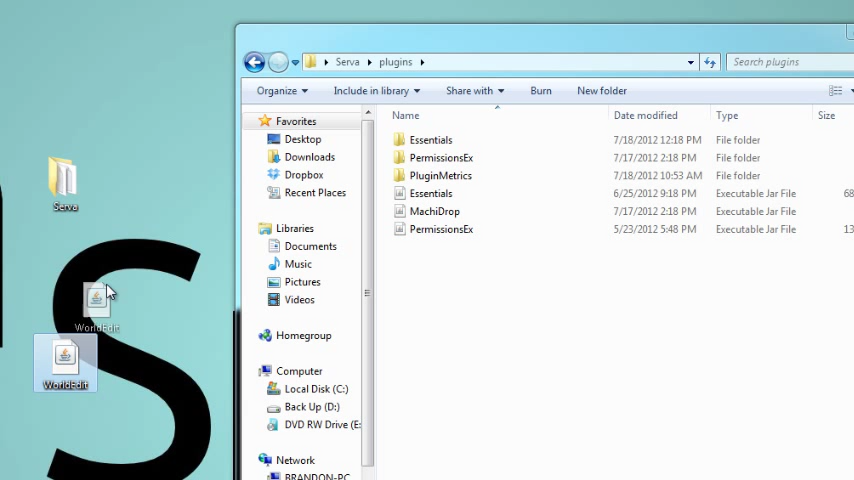 Serva
WorldEdit
WorldEdit
Serva plugins
Search plugins
Organize Include in library Share with Burn New folder
Name Date modified Type Size
Favorites
Desktop
Downloads
Dropbox
Recent Places
Libraries
Documents
Music
Pictures
Videos
Homegroup
Computer
Local Disk (C:)
Back Up (D:)
DVD RW Drive (E:
Network
BRANDON-PC
Essentials 7/18/2012 12:18 PM File folder
PermissionsEx 7/17/2012 2:18 PM File folder
PluginMetrics 7/18/2012 10:53 AM File folder
Essentials 6/25/2012 9:18 PM Executable Jar File 68
MachiDrop 7/17/2012 2:18 PM Executable Jar File
PermissionsEx 5/23/2012 5:48 PM Executable Jar File 13
S